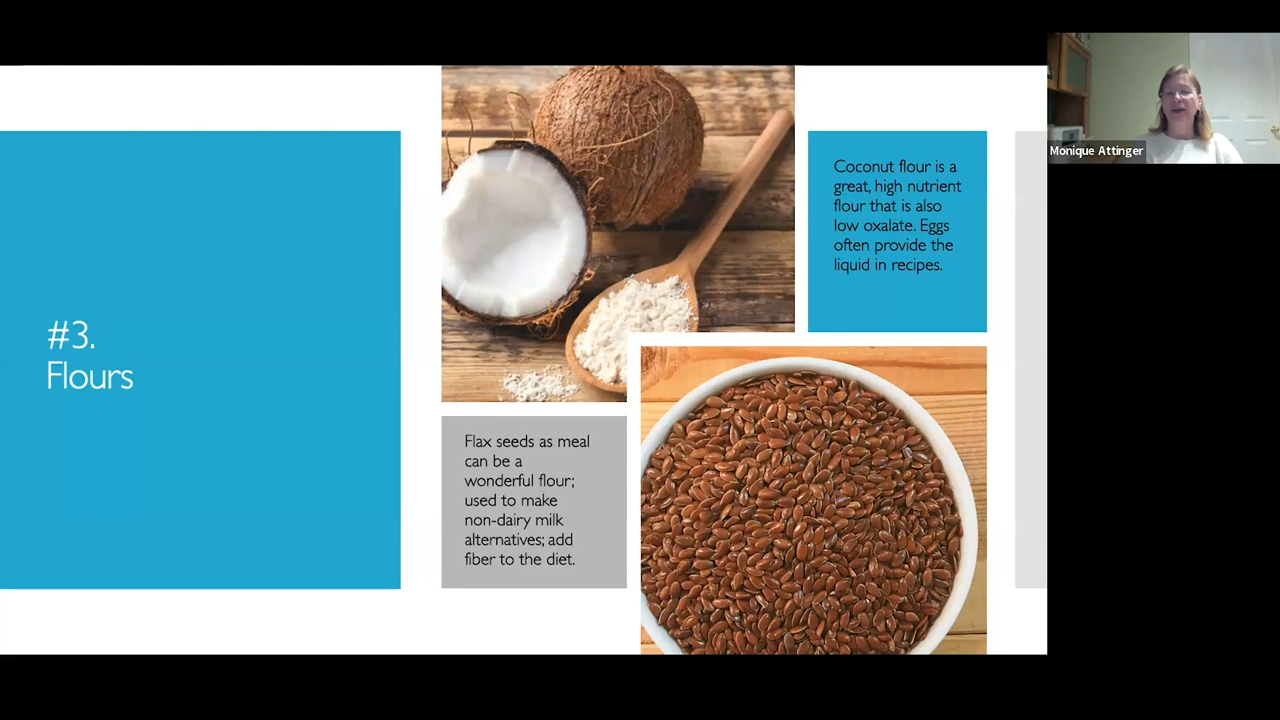 #3.
Flours
Coconut flour is a
great, high nutrient
flour that is also
low oxalate. Eggs
often provide the
liquid in recipes.
Flax seeds as meal
can be a
wonderful flour;
used to make
non-dairy milk
alternatives; add
fiber to the diet.
Monique Attinger